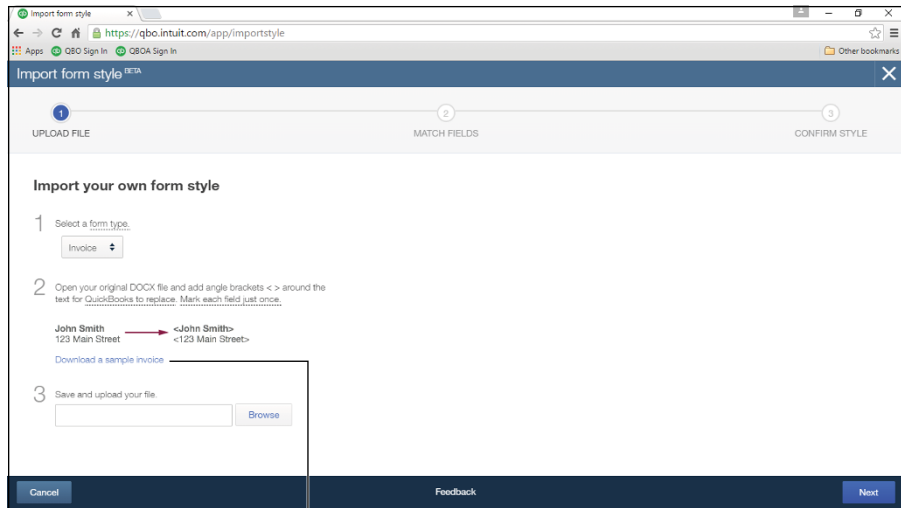 Import form style
https://qbo.intuit.com/app/importstyle
Apps QBO Sign In QBOA Sign In Other bookmarks
Import form style BETA
1 2 3
UPLOAD FILE MATCH FIELDS CONFIRM STYLE
Import your own form style
1 Select a form type.
Invoice
2 Open your original DOCX file and add angle brackets < > around the
text for QuickBooks to replace. Mark each field just once.
John Smith <John Smith>
123 Main Street <123 Main Street>
Download a sample invoice
3 Save and upload your file.
Browse
Cancel Feedback Next